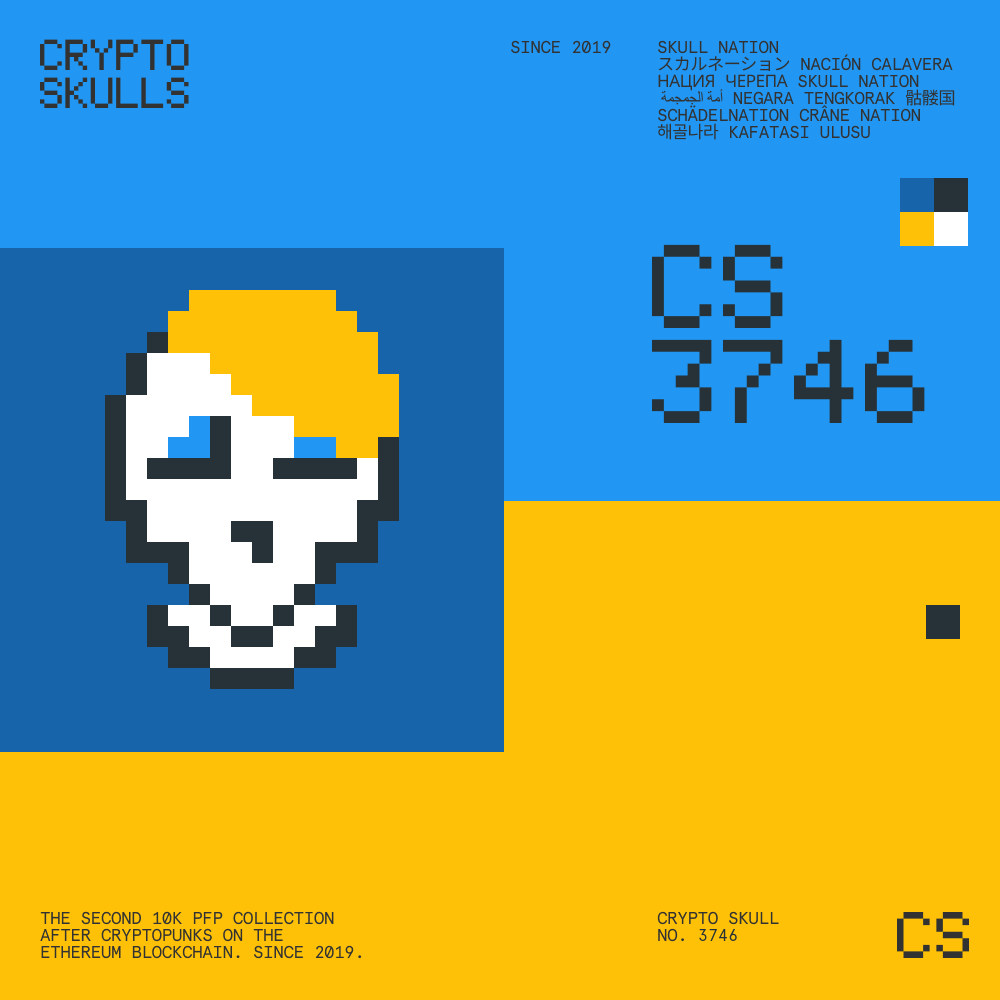 CRYPTO
SKULLS
SINCE 2019
SKULL NATION
スカルネーション NACIÓN CALAVERA
НАЦИЯ ЧЕРЕПА SKULL NATION
أمة الجمجمة NEGARA TENGKORAK 骷髅国
SCHÄDELNATION CRÂNE NATION
해골나라 KAFATASI ULUSU
CS
3746
THE SECOND 10K PFP COLLECTION
AFTER CRYPTOPUNKS ON THE
ETHEREUM BLOCKCHAIN. SINCE 2019.
CRYPTO SKULL
NO. 3746
CS